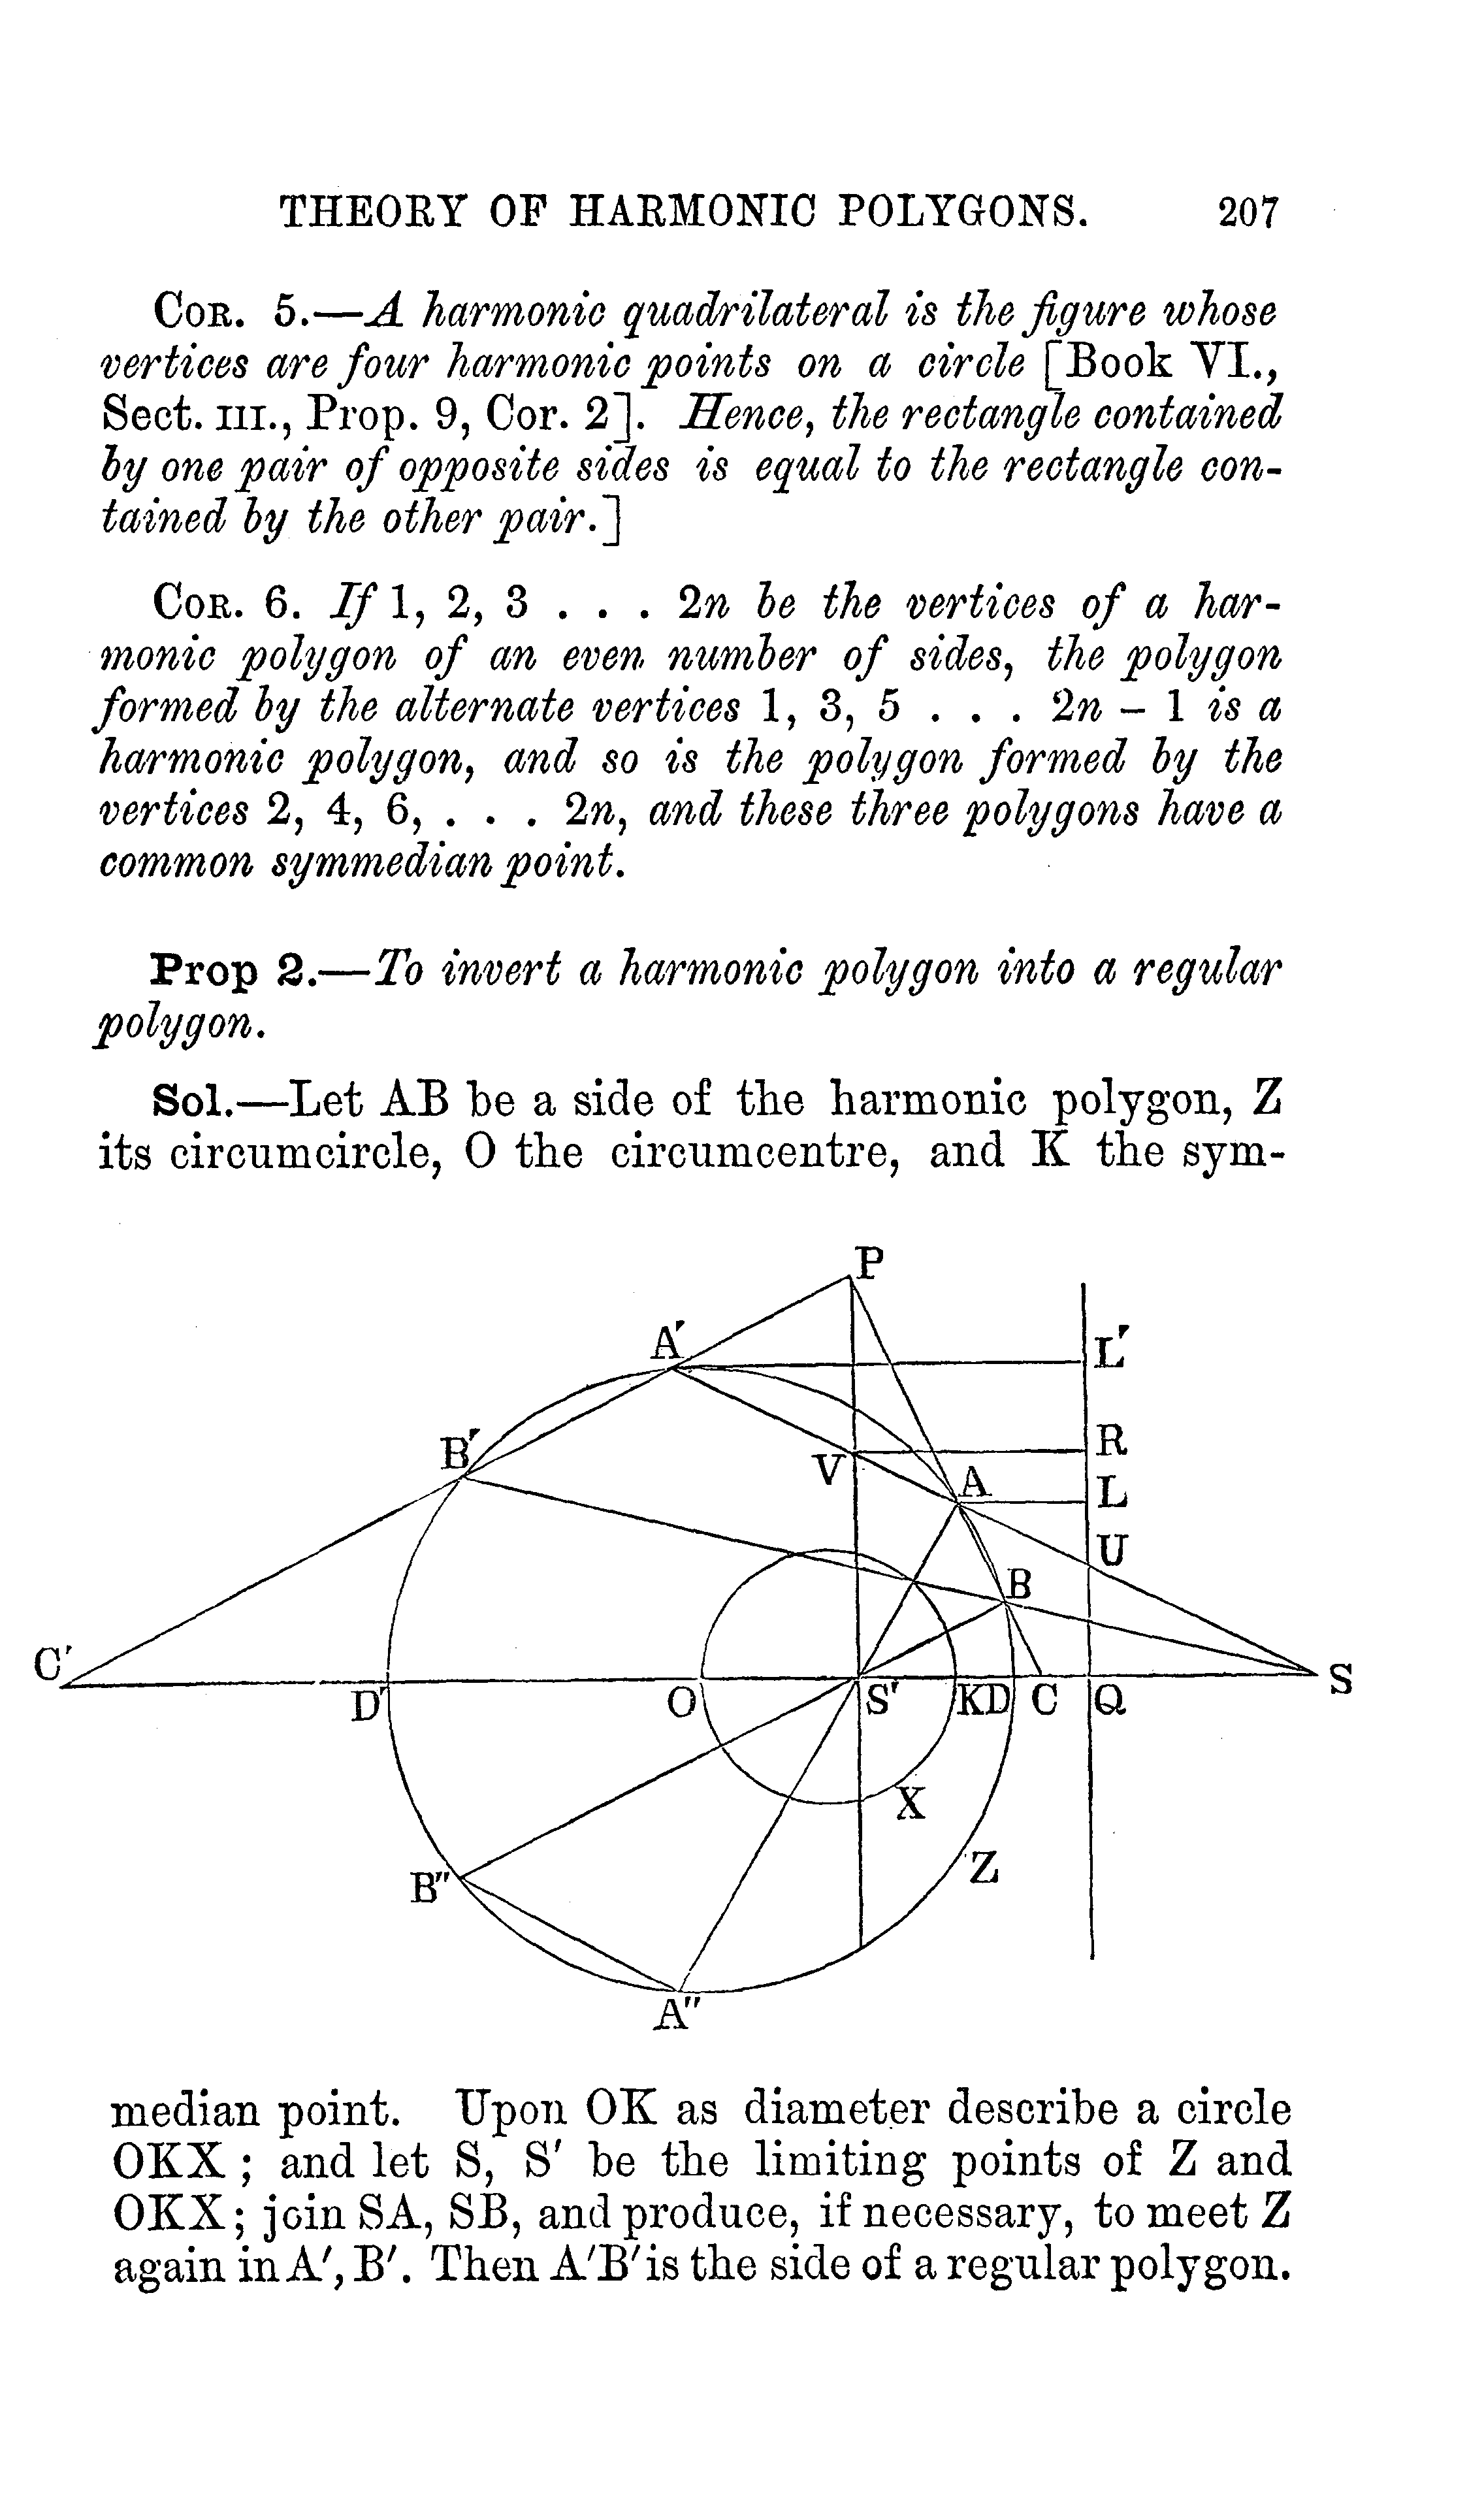 THEORY OF HARMONIC POLYGONS. 207
COR. 5.—A harmonic quadrilateral is the figure whose
vertices are four harmonic points on a circle [Book VI.,
Sect. III., Prop. 9, Cor. 2]. Hence, the rectangle contained
by one pair of opposite sides is equal to the rectangle con-
tained by the other pair.]
COR. 6. If 1, 2, 3 . . . 2n be the vertices of a har-
monic polygon of an even number of sides, the polygon
formed by the alternate vertices 1, 3, 5 . . . 2n – 1 is a
harmonic polygon, and so is the polygon formed by the
vertices 2, 4, 6, . . . 2n, and these three polygons have a
common symmedian point.
Prop 2.—To invert a harmonic polygon into a regular
polygon.
Sol.—Let AB be a side of the harmonic polygon, Z
its circumcircle, O the circumcentre, and K the sym-
P
A′
L′
B′
R
V
A
L
U
B
C′
S
D′
O
S′
K
D
C
Q
X
Z
B″
A″
median point. Upon OK as diameter describe a circle
OKX; and let S, S′ be the limiting points of Z and
OKX; join SA, SB, and produce, if necessary, to meet Z
again in A′, B′. Then A′B′ is the side of a regular polygon.